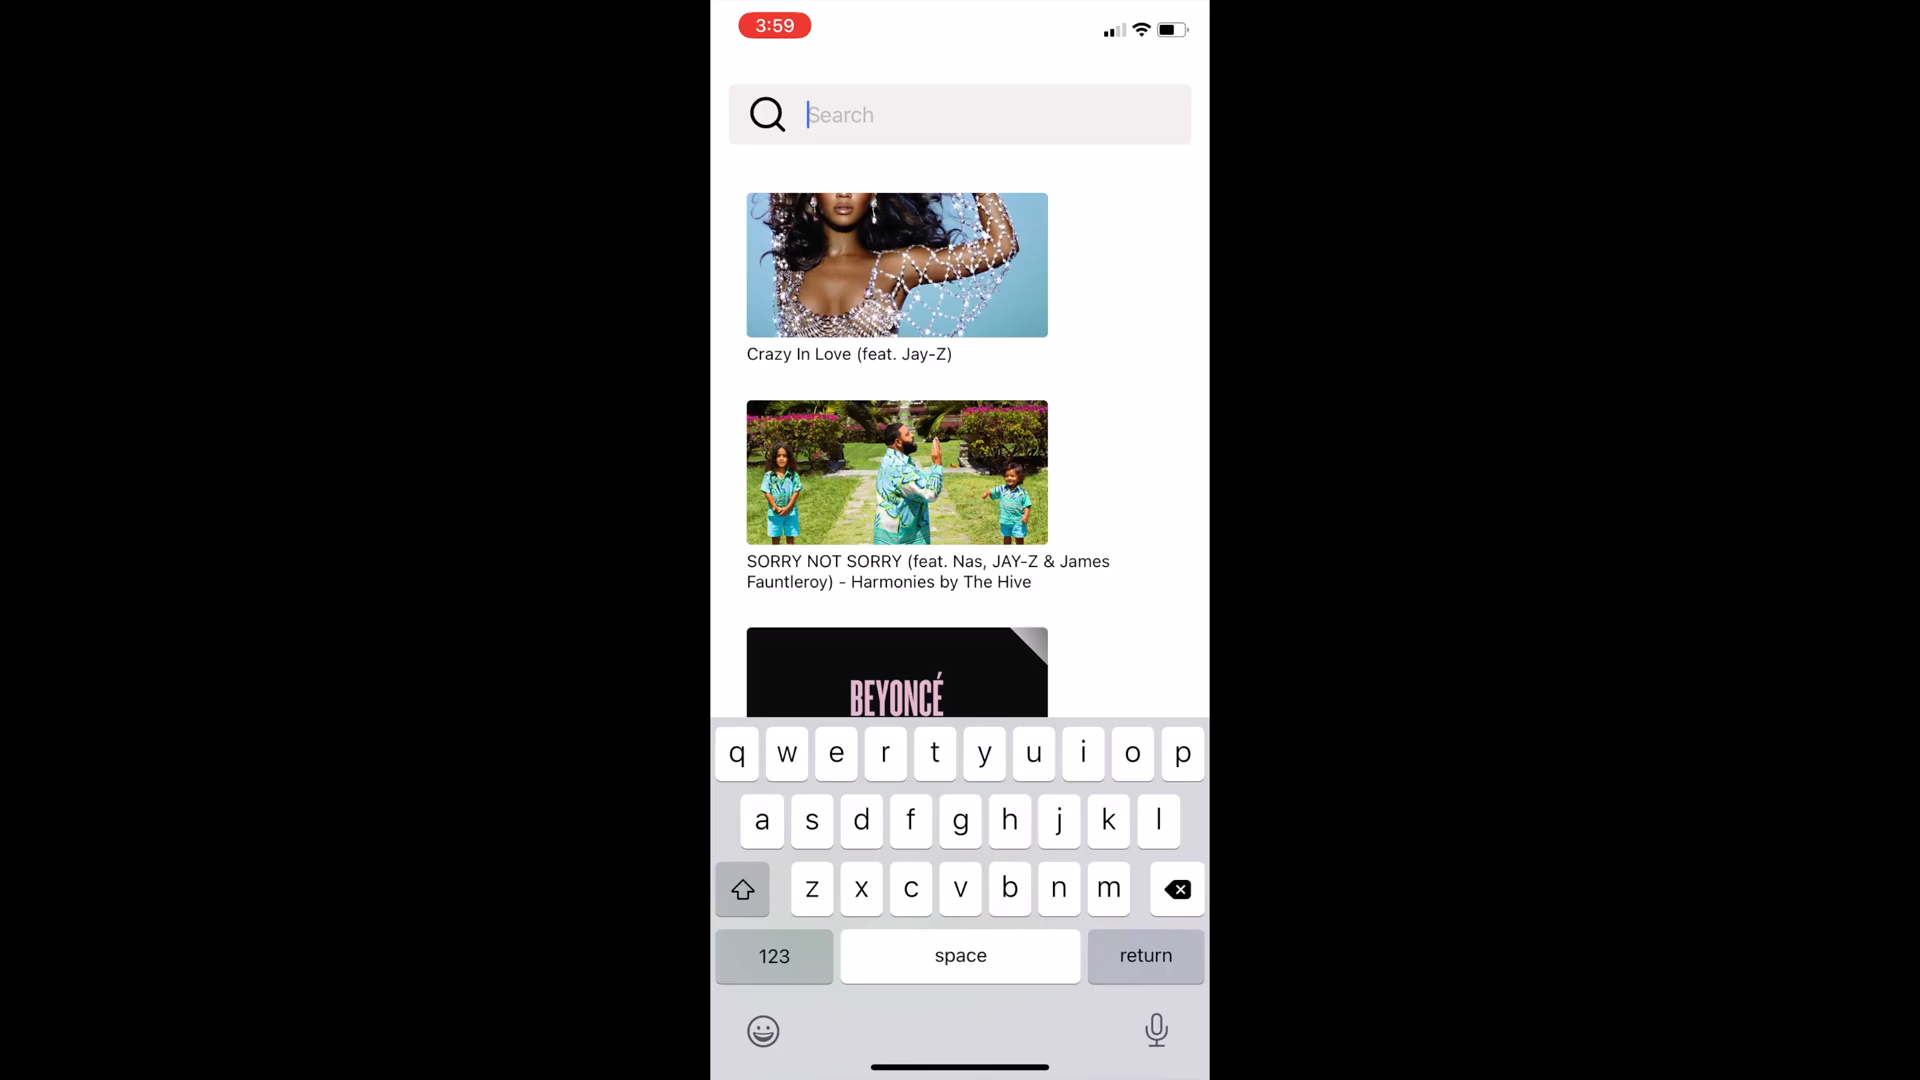 3:59
Search
Crazy In Love (feat. Jay-Z)
SORRY NOT SORRY (feat. Nas, JAY-Z & James
Fauntleroy) - Harmonies by The Hive
BEYONCÉ
q w e r t y u i o p
a s d f g h j k l
z x c v b n m
123 space return